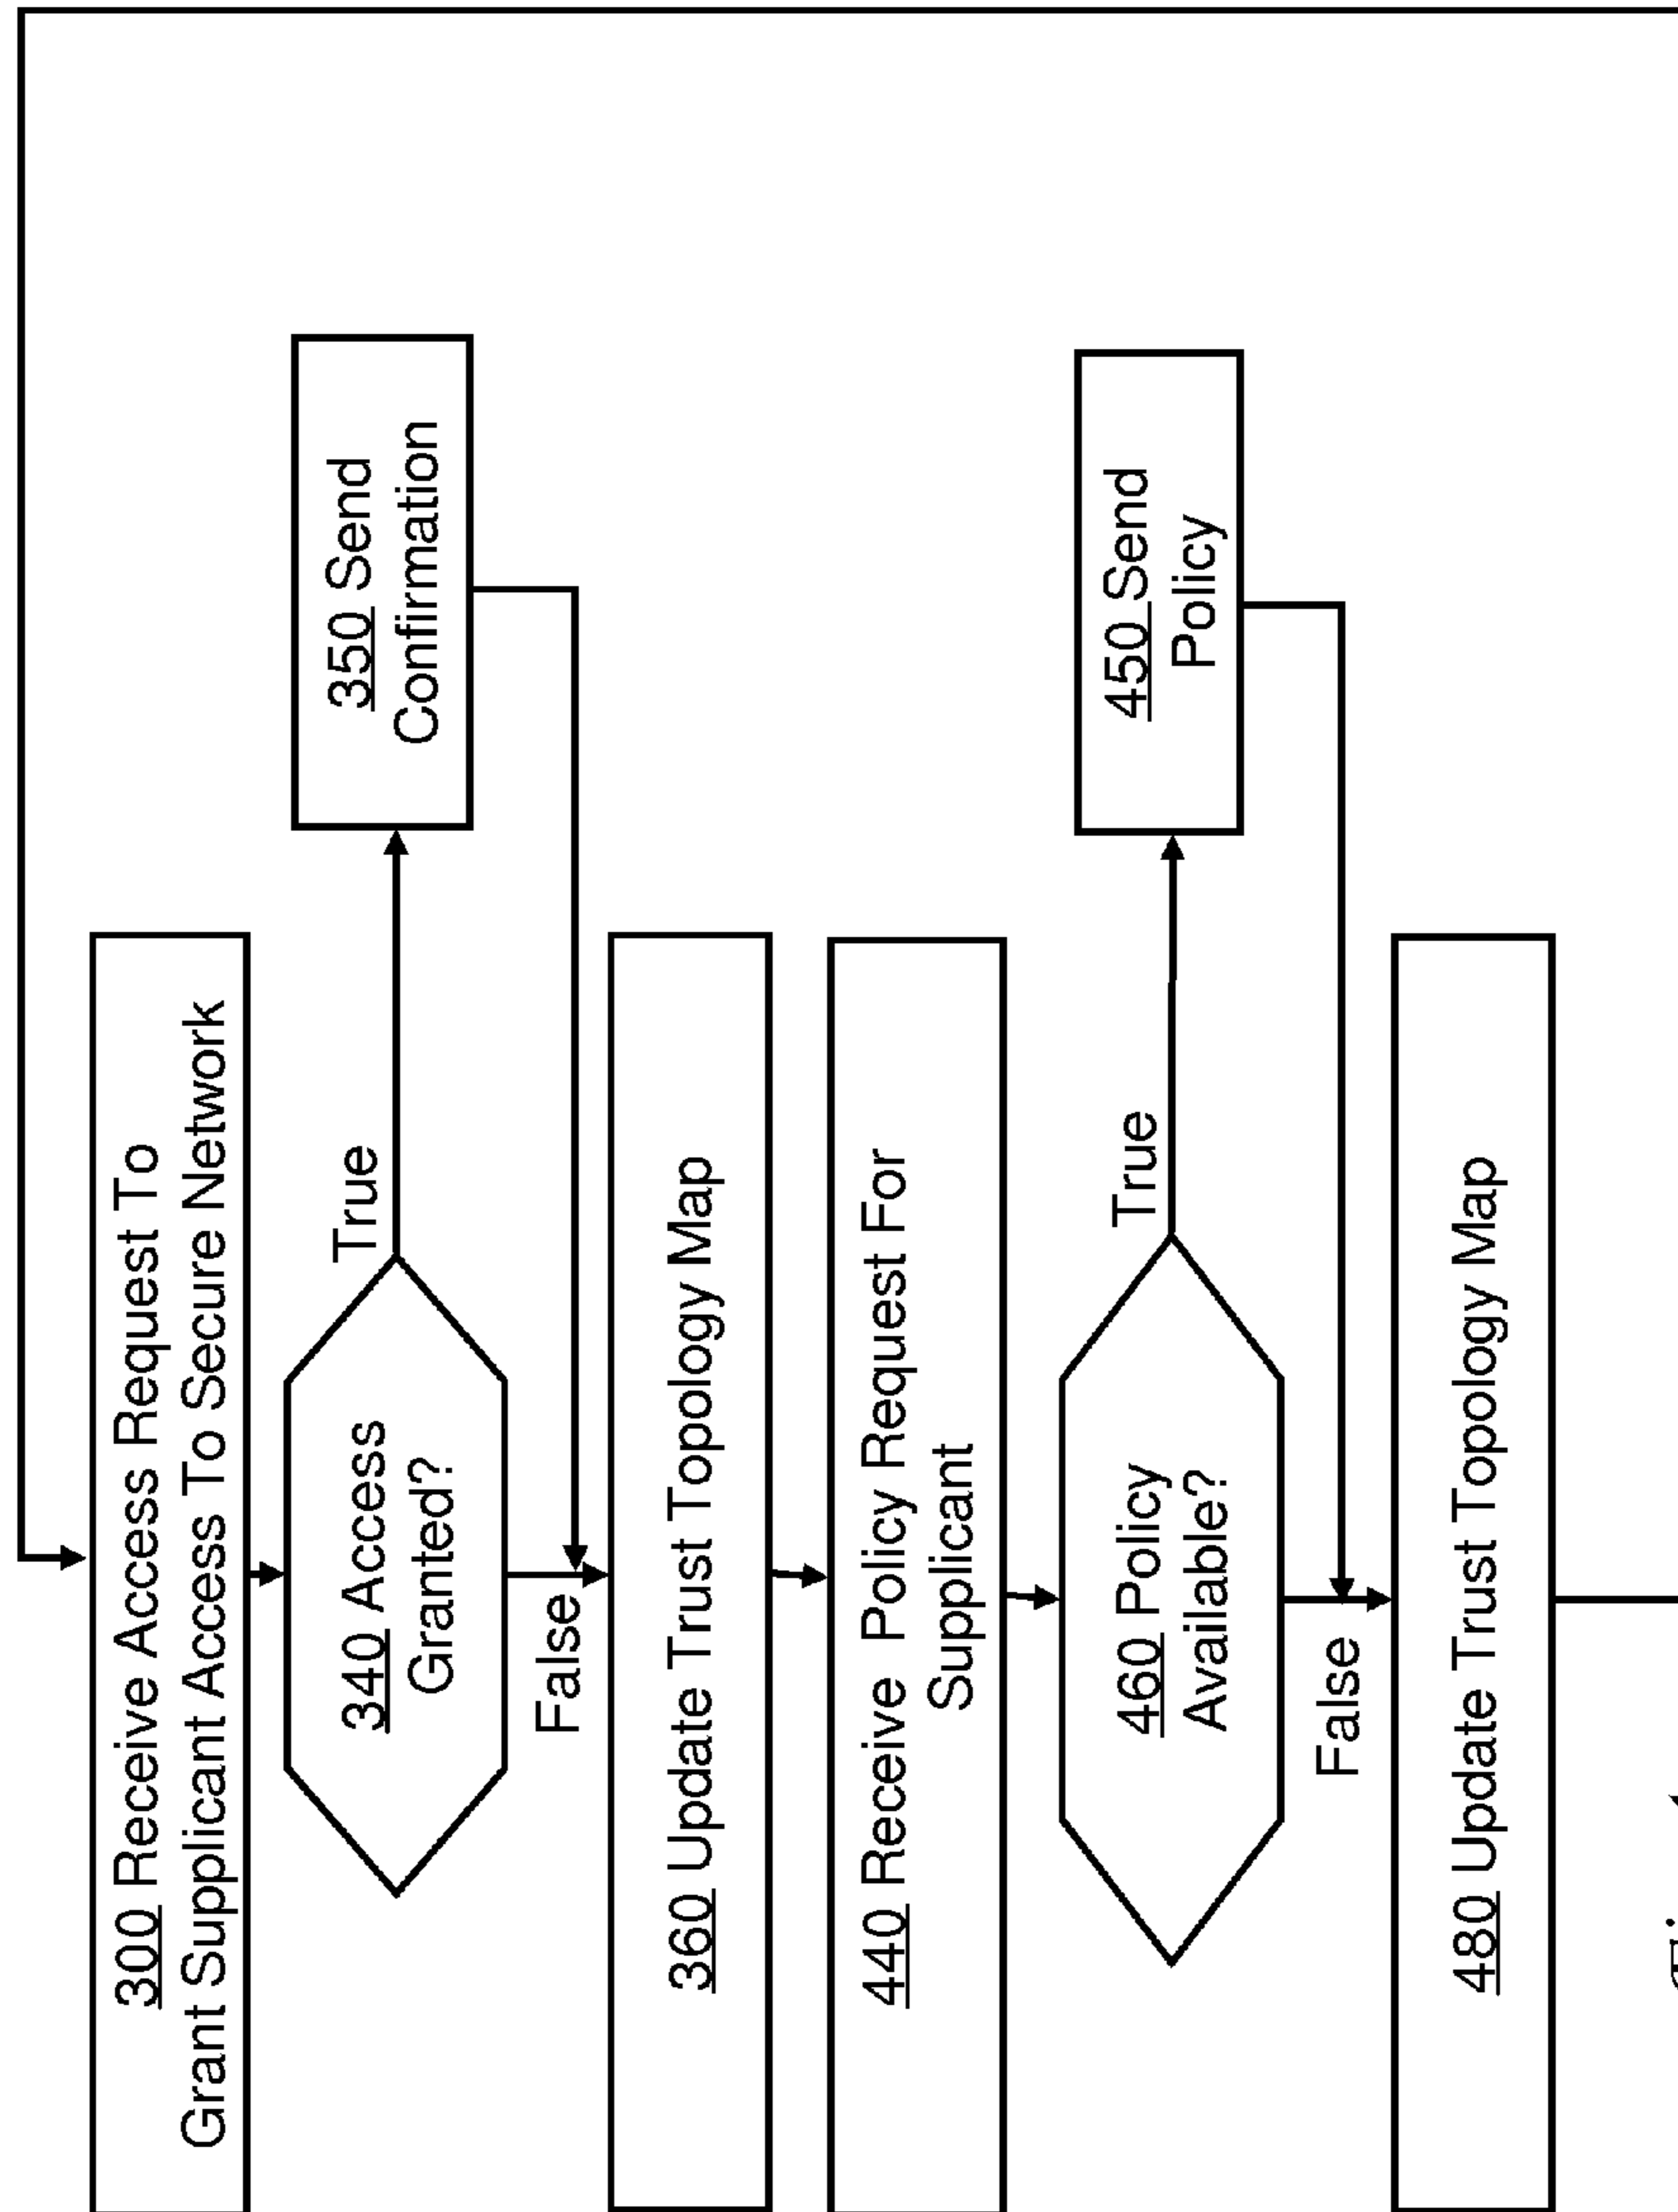 300 Receive Access Request To
Grant Supplicant Access To Secure Network
340 Access
Granted?
True
350 Send
Confirmation
False
360 Update Trust Topology Map
440 Receive Policy Request For
Supplicant
460 Policy
Available?
True
450 Send
Policy
False
480 Update Trust Topology Map